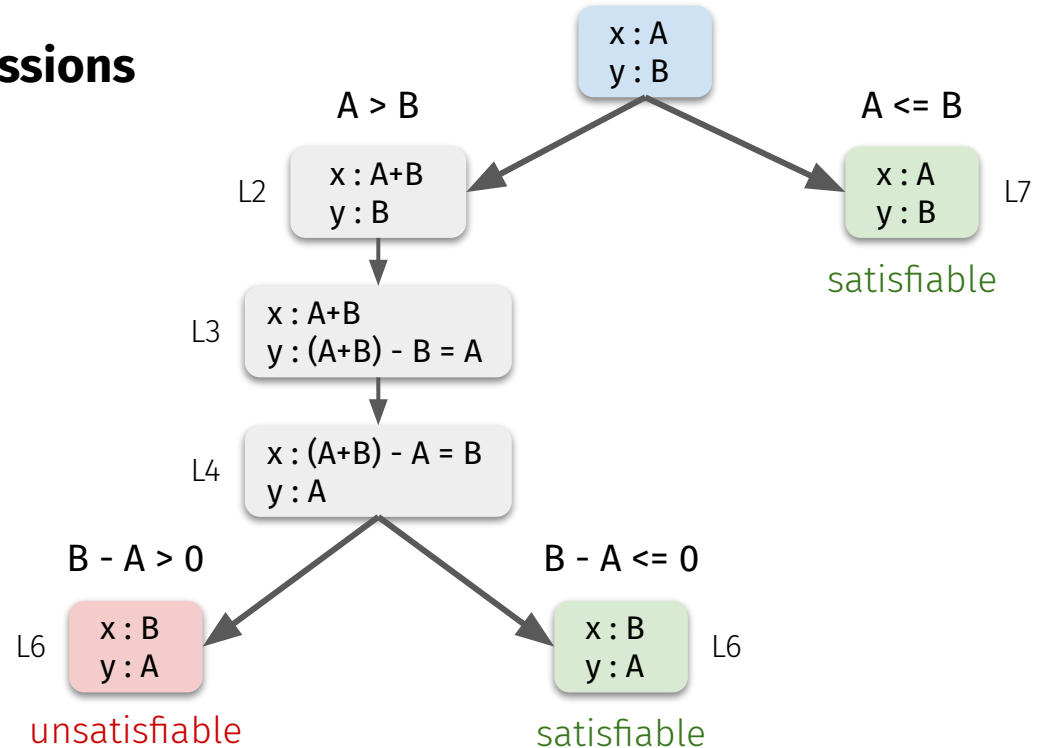 ssions
x : A
y : B
A > B
A <= B
L2
x : A+B
y : B
x : A
y : B
L7
satisfiable
L3
x : A+B
y : (A+B) - B = A
L4
x : (A+B) - A = B
y : A
B - A > 0
B - A <= 0
L6
x : B
y : A
x : B
y : A
L6
unsatisfiable
satisfiable